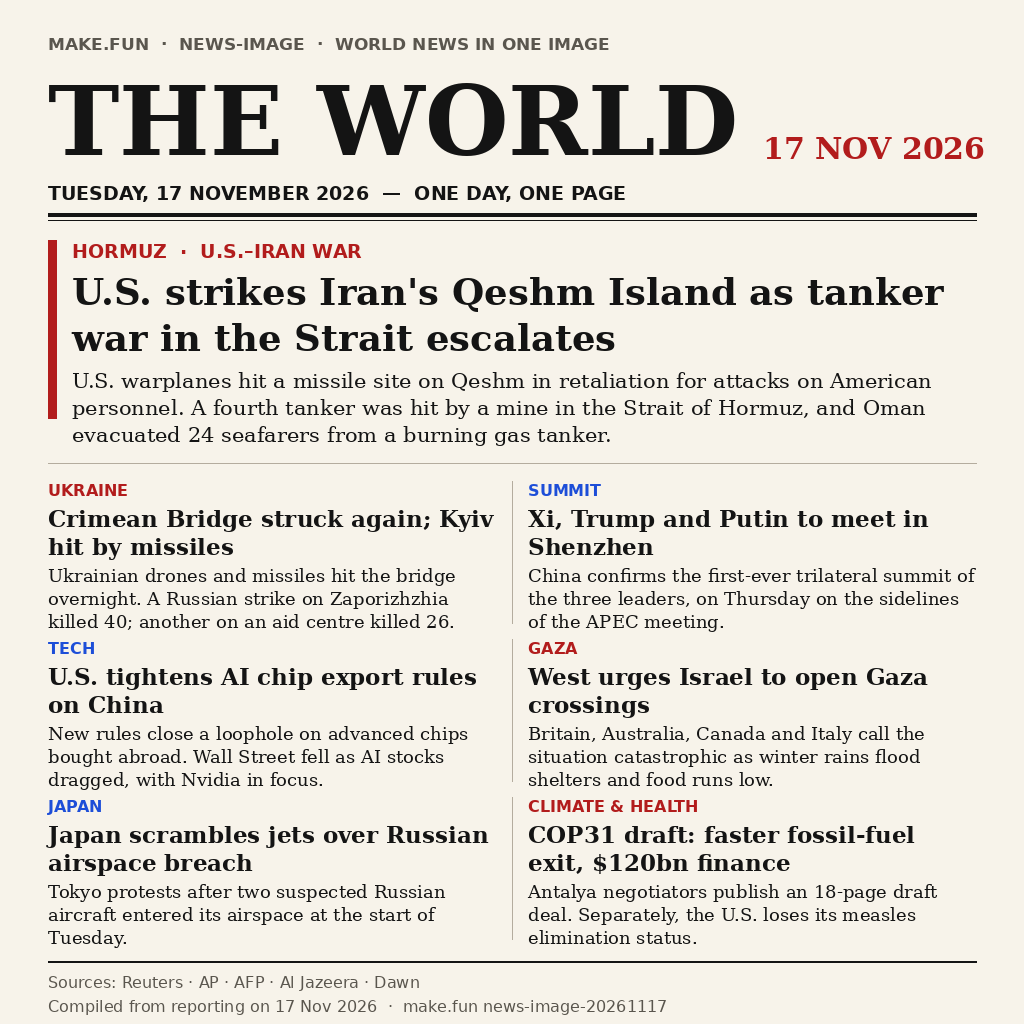 MAKE.FUN · NEWS-IMAGE · WORLD NEWS IN ONE IMAGE
THE WORLD
17 NOV 2026
TUESDAY, 17 NOVEMBER 2026 — ONE DAY, ONE PAGE
HORMUZ · U.S.–IRAN WAR
U.S. strikes Iran's Qeshm Island as tanker
war in the Strait escalates
U.S. warplanes hit a missile site on Qeshm in retaliation for attacks on American
personnel. A fourth tanker was hit by a mine in the Strait of Hormuz, and Oman
evacuated 24 seafarers from a burning gas tanker.
UKRAINE
Crimean Bridge struck again; Kyiv
hit by missiles
Ukrainian drones and missiles hit the bridge
overnight. A Russian strike on Zaporizhzhia
killed 40; another on an aid centre killed 26.
SUMMIT
Xi, Trump and Putin to meet in
Shenzhen
China confirms the first-ever trilateral summit of
the three leaders, on Thursday on the sidelines
of the APEC meeting.
TECH
U.S. tightens AI chip export rules
on China
New rules close a loophole on advanced chips
bought abroad. Wall Street fell as AI stocks
dragged, with Nvidia in focus.
GAZA
West urges Israel to open Gaza
crossings
Britain, Australia, Canada and Italy call the
situation catastrophic as winter rains flood
shelters and food runs low.
JAPAN
Japan scrambles jets over Russian
airspace breach
Tokyo protests after two suspected Russian
aircraft entered its airspace at the start of
Tuesday.
CLIMATE & HEALTH
COP31 draft: faster fossil-fuel
exit, $120bn finance
Antalya negotiators publish an 18-page draft
deal. Separately, the U.S. loses its measles
elimination status.
Sources: Reuters · AP · AFP · Al Jazeera · Dawn
Compiled from reporting on 17 Nov 2026 · make.fun news-image-20261117